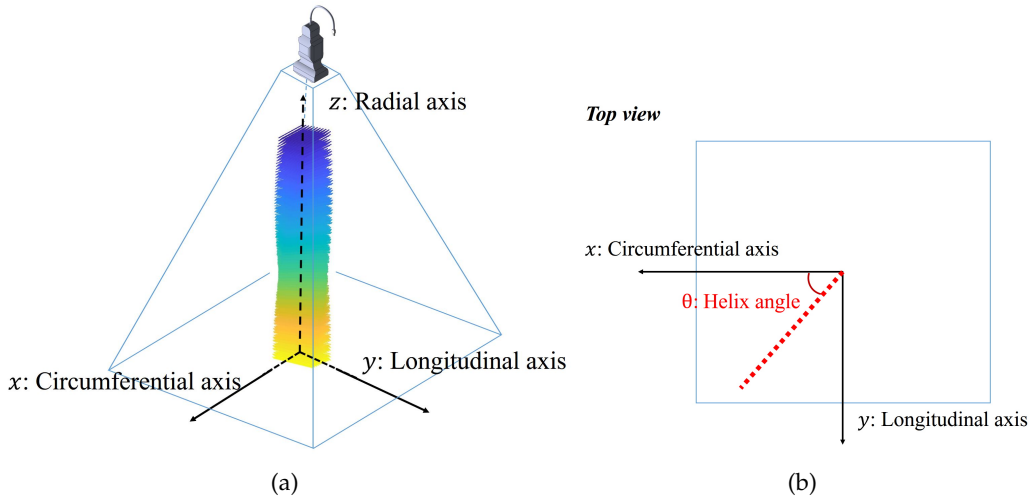 z: Radial axis
x: Circumferential axis
y: Longitudinal axis
(a)
Top view
x: Circumferential axis
θ: Helix angle
y: Longitudinal axis
(b)